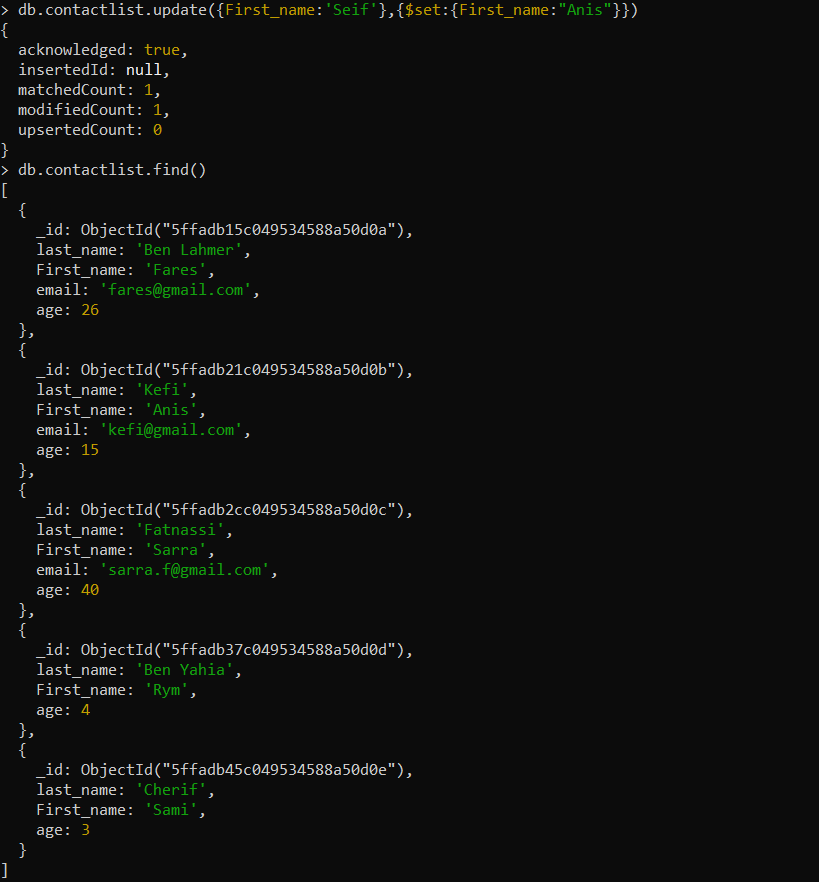 > db.contactlist.update({First_name:'Seif'},{$set:{First_name:"Anis"}})
{
  acknowledged: true,
  insertedId: null,
  matchedCount: 1,
  modifiedCount: 1,
  upsertedCount: 0
}
> db.contactlist.find()
[
  {
    _id: ObjectId("5ffadb15c049534588a50d0a"),
    last_name: 'Ben Lahmer',
    First_name: 'Fares',
    email: 'fares@gmail.com',
    age: 26
  },
  {
    _id: ObjectId("5ffadb21c049534588a50d0b"),
    last_name: 'Kefi',
    First_name: 'Anis',
    email: 'kefi@gmail.com',
    age: 15
  },
  {
    _id: ObjectId("5ffadb2cc049534588a50d0c"),
    last_name: 'Fatnassi',
    First_name: 'Sarra',
    email: 'sarra.f@gmail.com',
    age: 40
  },
  {
    _id: ObjectId("5ffadb37c049534588a50d0d"),
    last_name: 'Ben Yahia',
    First_name: 'Rym',
    age: 4
  },
  {
    _id: ObjectId("5ffadb45c049534588a50d0e"),
    last_name: 'Cherif',
    First_name: 'Sami',
    age: 3
  }
]